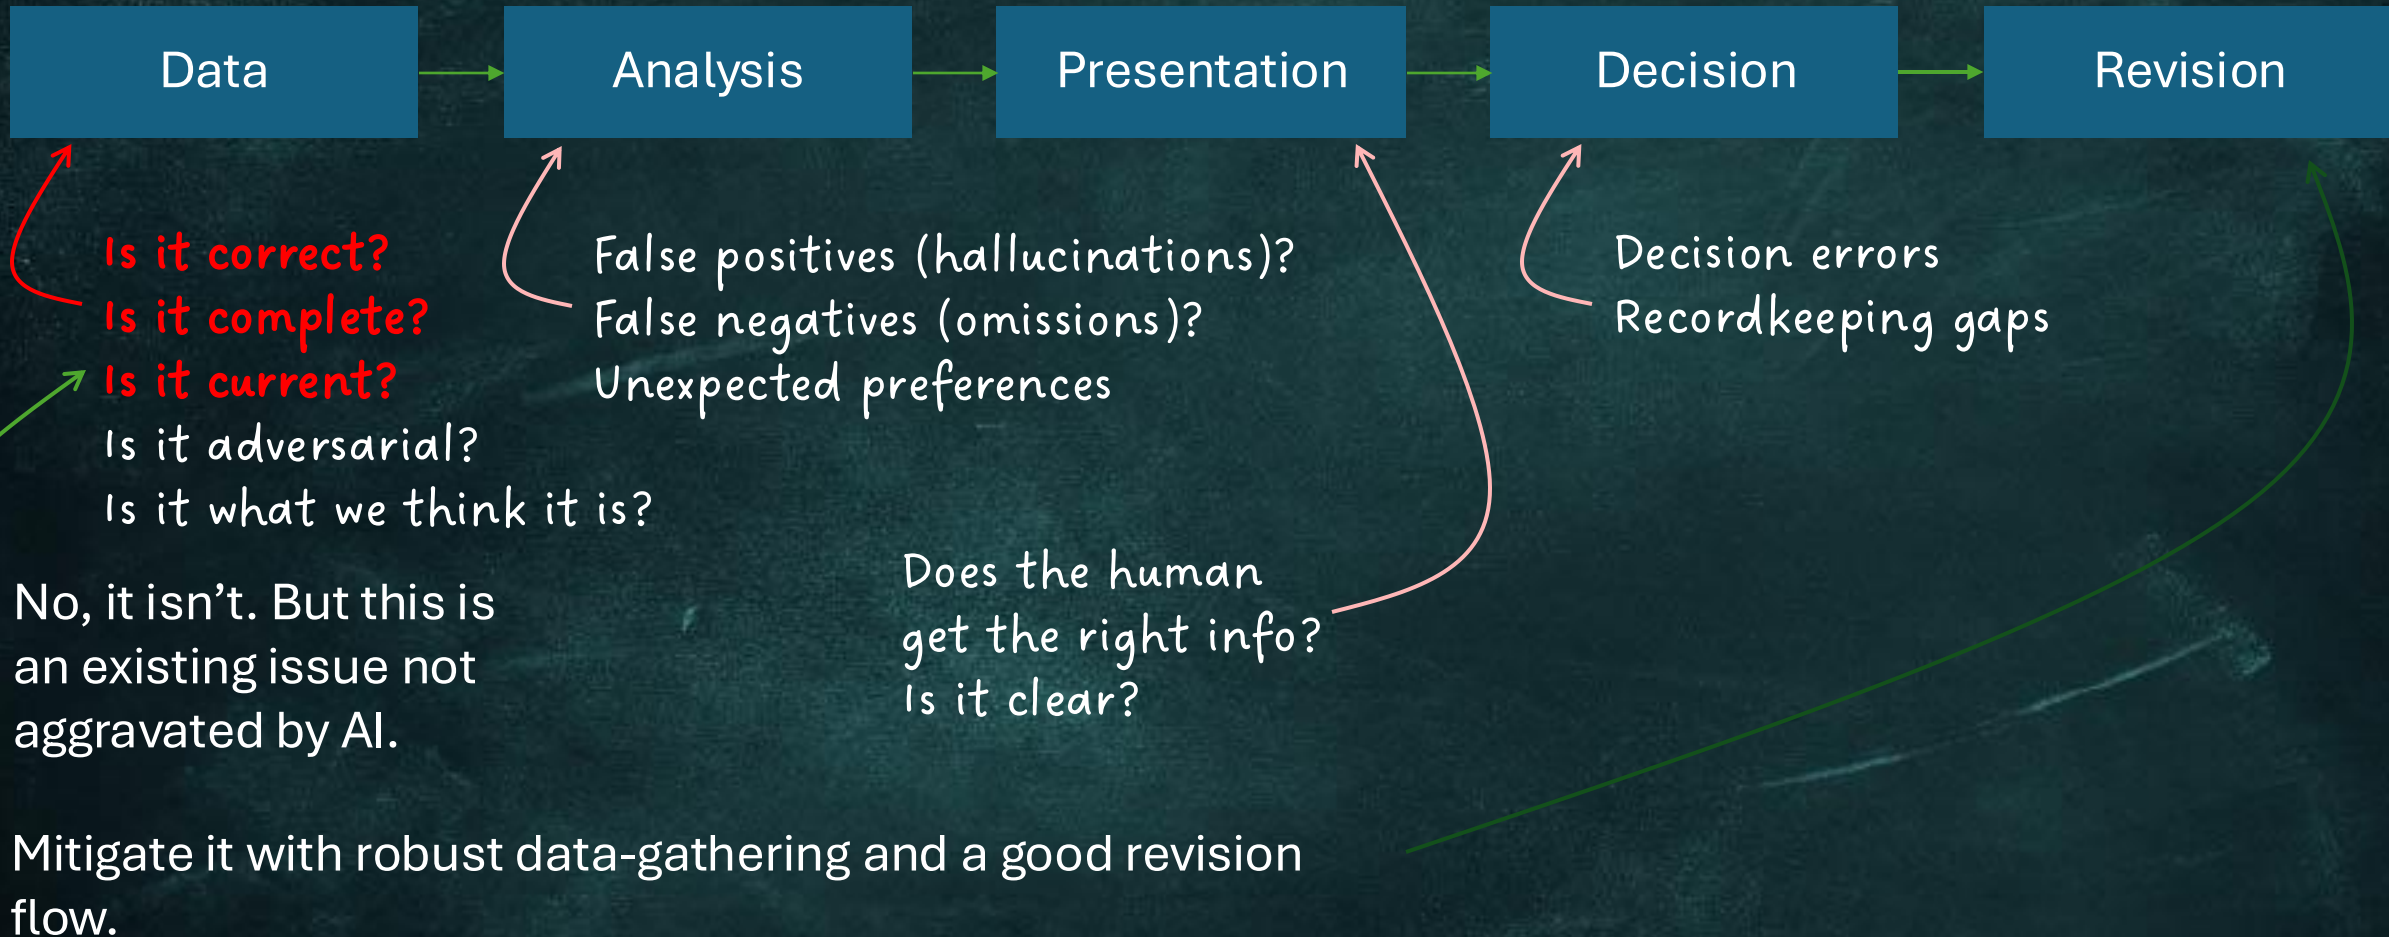 Data
Analysis
Presentation
Decision
Revision
Is it correct?
Is it complete?
Is it current?
Is it adversarial?
Is it what we think it is?
False positives (hallucinations)?
False negatives (omissions)?
Unexpected preferences
Decision errors
Recordkeeping gaps
Does the human
get the right info?
Is it clear?
No, it isn’t. But this is
an existing issue not
aggravated by AI.
Mitigate it with robust data-gathering and a good revision
flow.